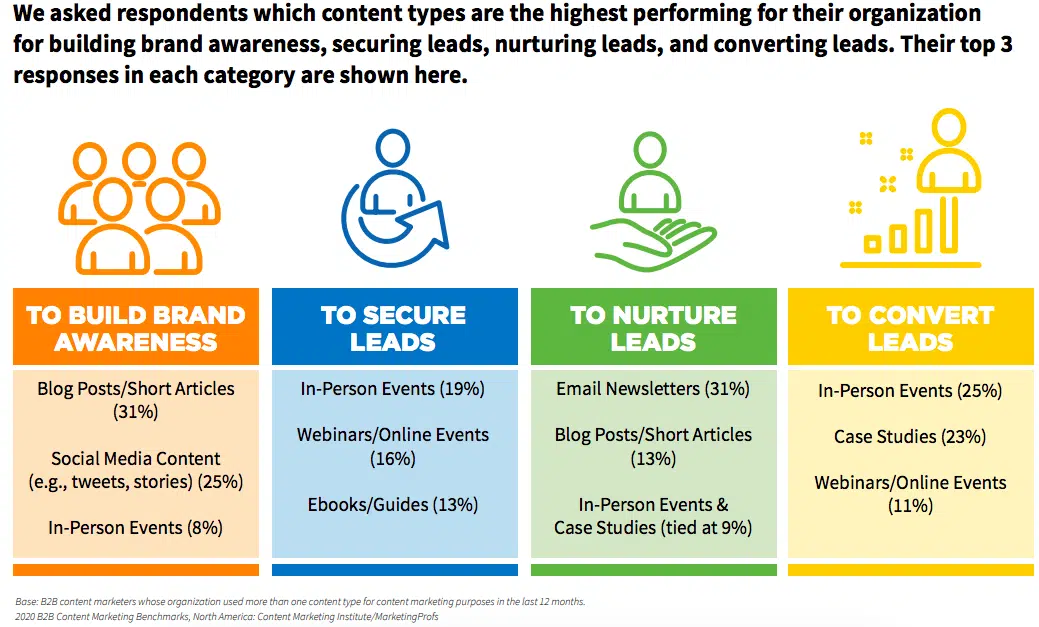 We asked respondents which content types are the highest performing for their organization
for building brand awareness, securing leads, nurturing leads, and converting leads. Their top 3
responses in each category are shown here.
TO BUILD BRAND
AWARENESS
Blog Posts/Short Articles
(31%)
Social Media Content
(e.g., tweets, stories) (25%)
In-Person Events (8%)
TO SECURE
LEADS
In-Person Events (19%)
Webinars/Online Events
(16%)
Ebooks/Guides (13%)
TO NURTURE
LEADS
Email Newsletters (31%)
Blog Posts/Short Articles
(13%)
In-Person Events &
Case Studies (tied at 9%)
TO CONVERT
LEADS
In-Person Events (25%)
Case Studies (23%)
Webinars/Online Events
(11%)
Base: B2B content marketers whose organization used more than one content type for content marketing purposes in the last 12 months.
2020 B2B Content Marketing Benchmarks, North America: Content Marketing Institute/MarketingProfs